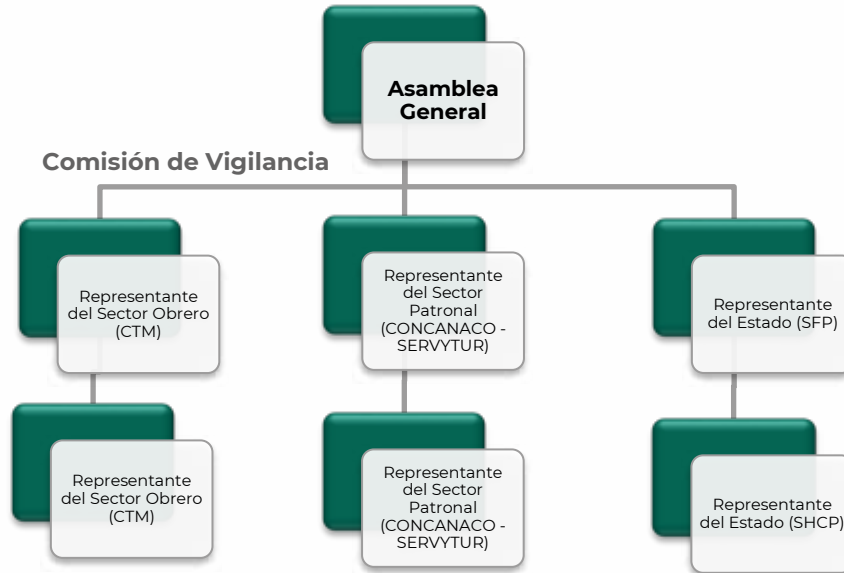 Asamblea
General
Comisión de Vigilancia
Representante
del Sector Obrero
(CTM)
Representante
del Sector
Patronal
(CONCANACO -
SERVYTUR)
Representante
del Estado (SFP)
Representante
del Sector Obrero
(CTM)
Representante
del Sector
Patronal
(CONCANACO -
SERVYTUR)
Representante
del Estado (SHCP)